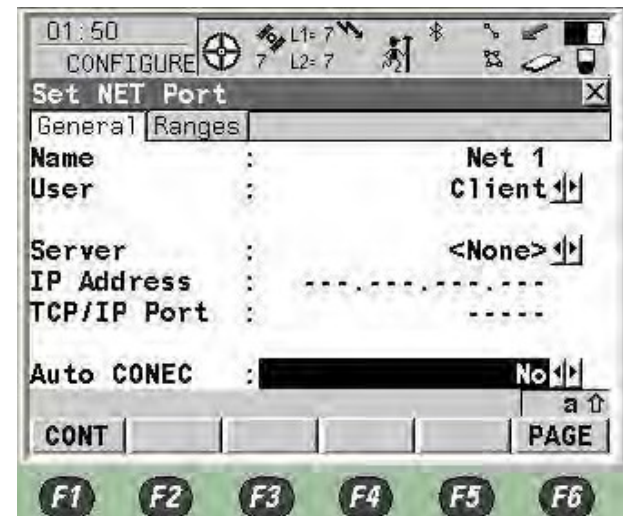 01:50
CONFIGURE
7 L1= 7
L2= 7
2
Set NET Port
General Ranges
Name : Net 1
User : Client
Server : <None>
IP Address : ---.---.---.---
TCP/IP Port : -----
Auto CONEC : No
a
CONT PAGE
F1 F2 F3 F4 F5 F6